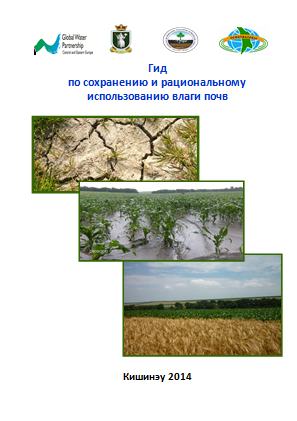 Global Water
Partnership
Central and Eastern Europe
Гид
по сохранению и рациональному
использованию влаги почв
Кишинэу 2014